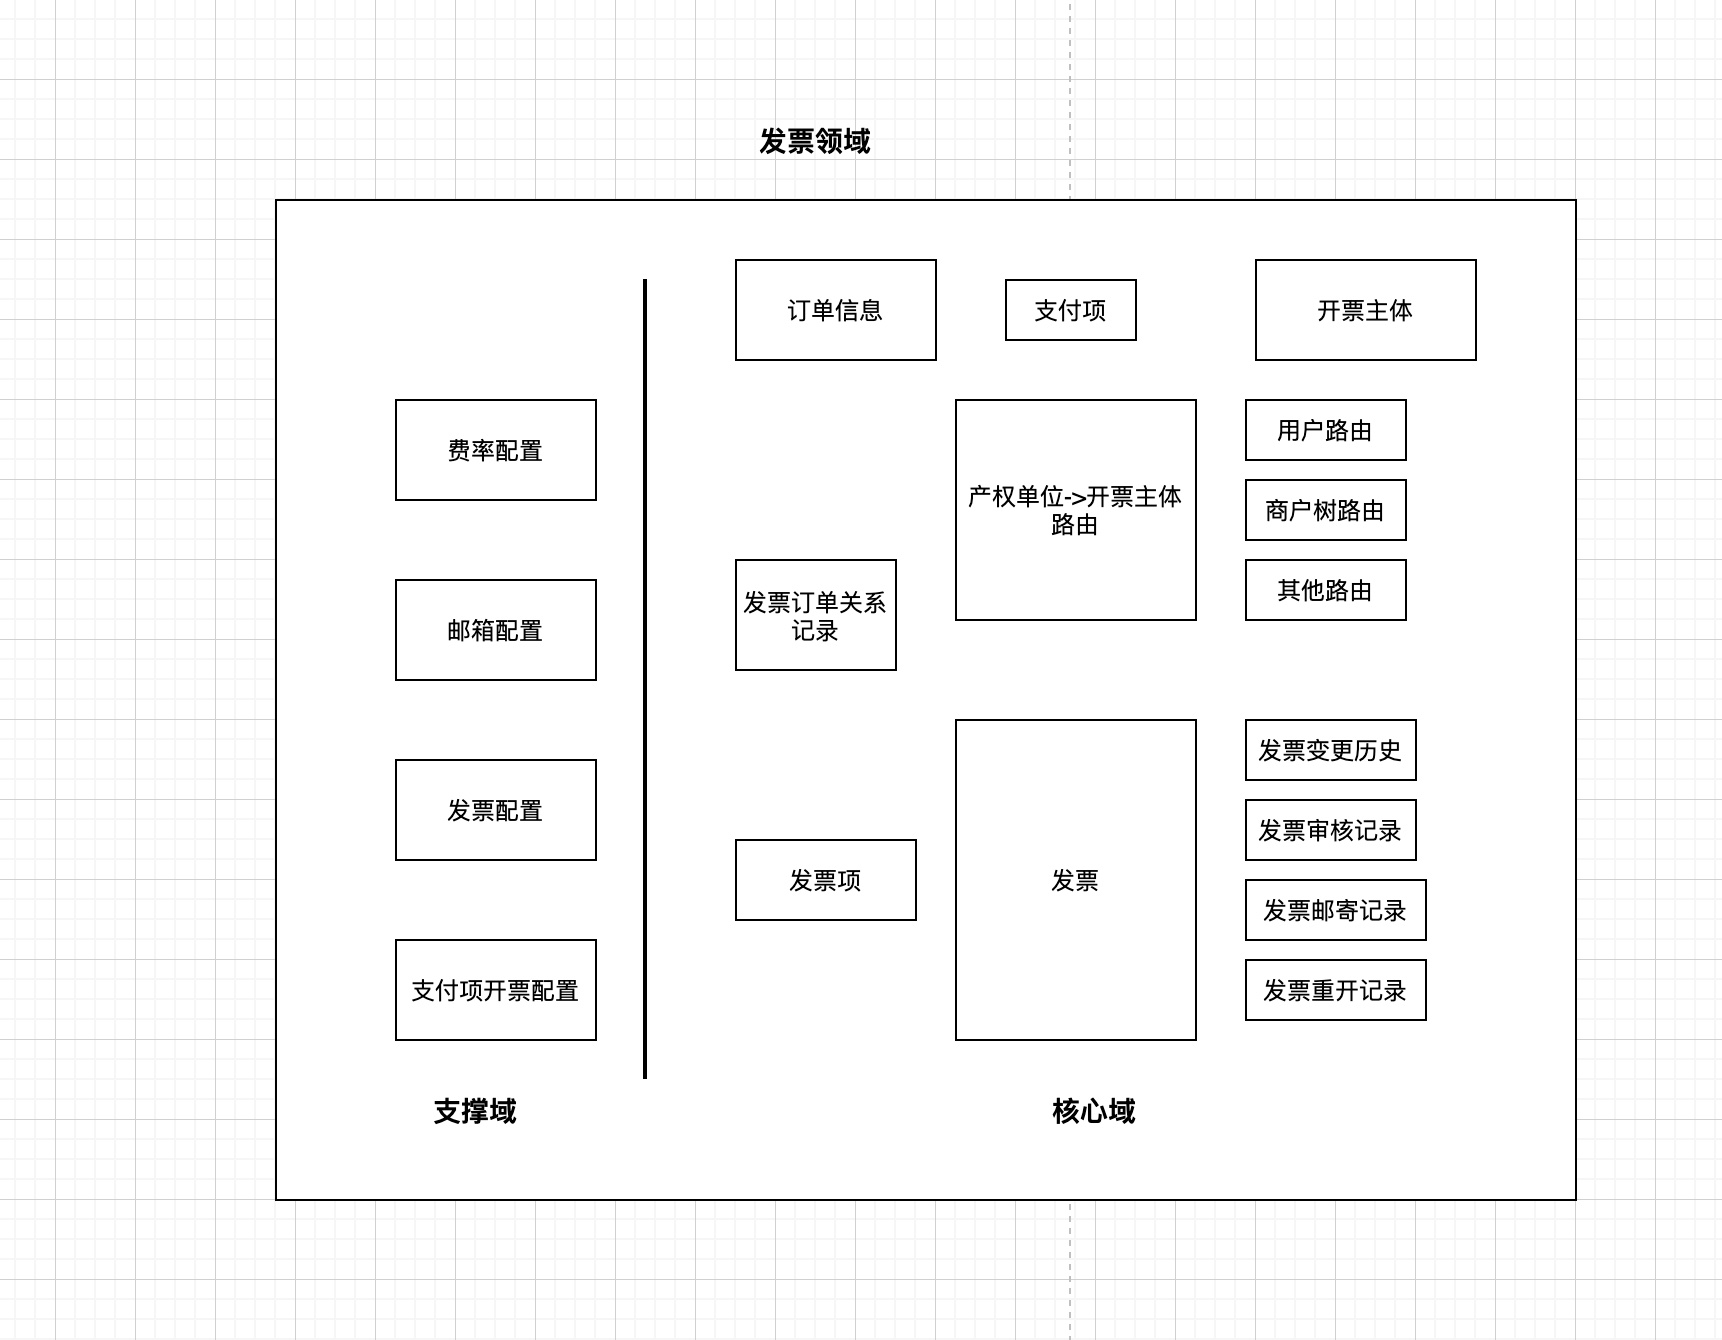 发票领域
订单信息
支付项
开票主体
费率配置
邮箱配置
发票配置
支付项开票配置
产权单位->开票主体
路由
用户路由
商户树路由
其他路由
发票订单关系
记录
发票项
发票
发票变更历史
发票审核记录
发票邮寄记录
发票重开记录
支撑域
核心域